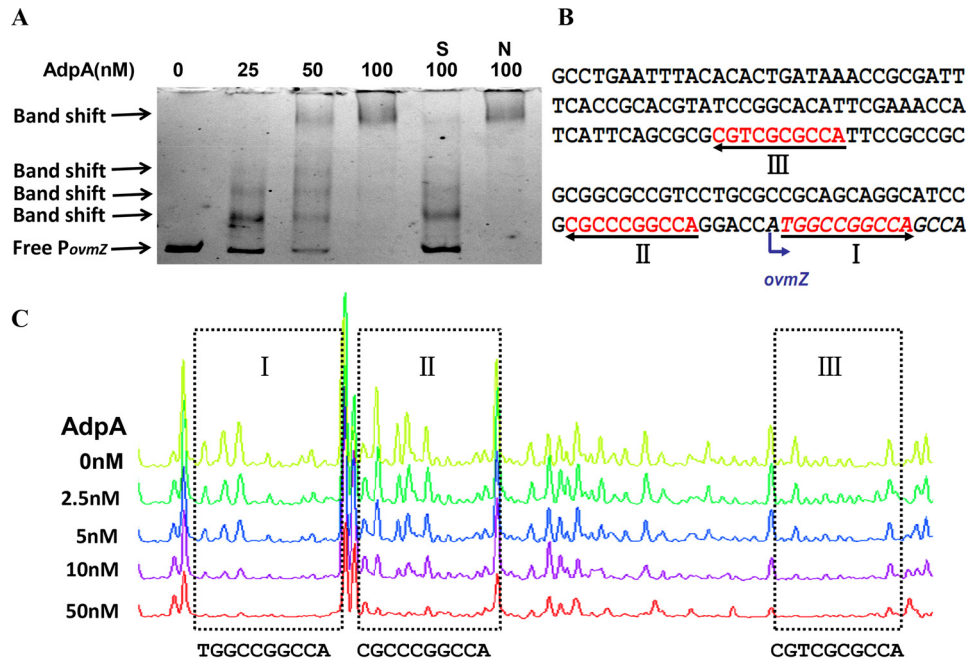 A
S N
AdpA(nM) 0 25 50 100 100 100
Band shift
Band shift
Band shift
Band shift
Free PovmZ
B
GCCTGAATTTACACACTGATAAACCGCGATT
TCACCGCACGTATCCGGCACATTCGAAACCA
TCATTCAGCGCGCGTCGCGCCATTCCGCCGC
III
GCGGCGCCGTCCTGCGCCGCAGCAGGCATCC
GCGCCCGGCCAGGACCATGGCCGGCCAGCCA
II I
ovmZ
C
I II III
AdpA
0nM
2.5nM
5nM
10nM
50nM
TGGCCGGCCA CGCCCGGCCA CGTCGCGCCA